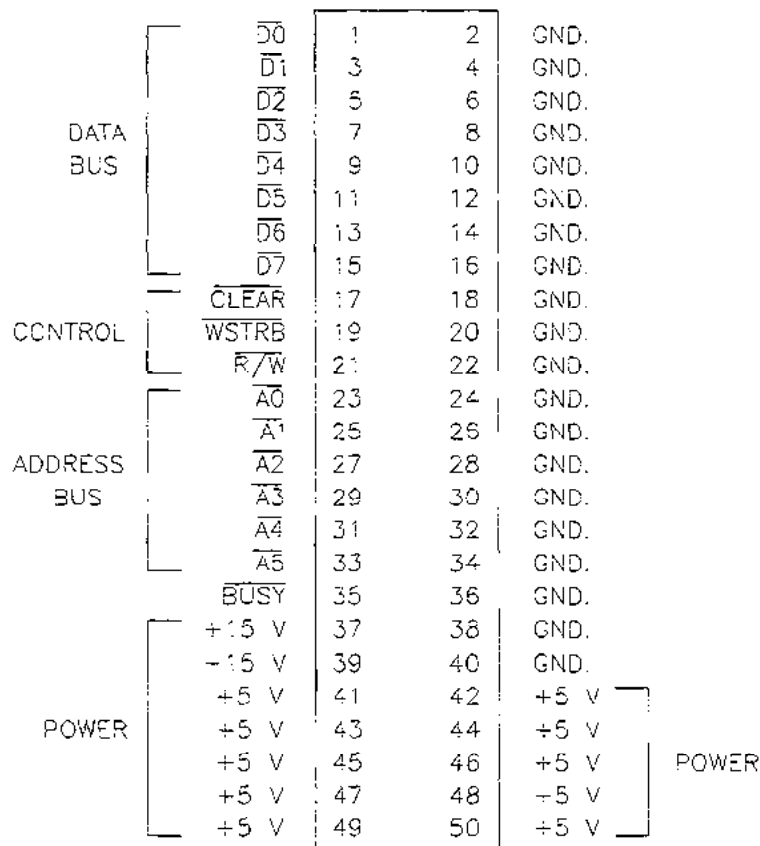 D0 1 2 GND.
D1 3 4 GND.
D2 5 6 GND.
DATA D3 7 8 GND.
BUS D4 9 10 GND.
D5 11 12 GND.
D6 13 14 GND.
D7 15 16 GND.
CLEAR 17 18 GND.
CONTROL WSTRB 19 20 GND.
R/W 21 22 GND.
A0 23 24 GND.
A1 25 26 GND.
ADDRESS A2 27 28 GND.
BUS A3 29 30 GND.
A4 31 32 GND.
A5 33 34 GND.
BUSY 35 36 GND.
+15 V 37 38 GND.
-15 V 39 40 GND.
+5 V 41 42 +5 V
POWER +5 V 43 44 +5 V
+5 V 45 46 +5 V POWER
+5 V 47 48 +5 V
+5 V 49 50 +5 V